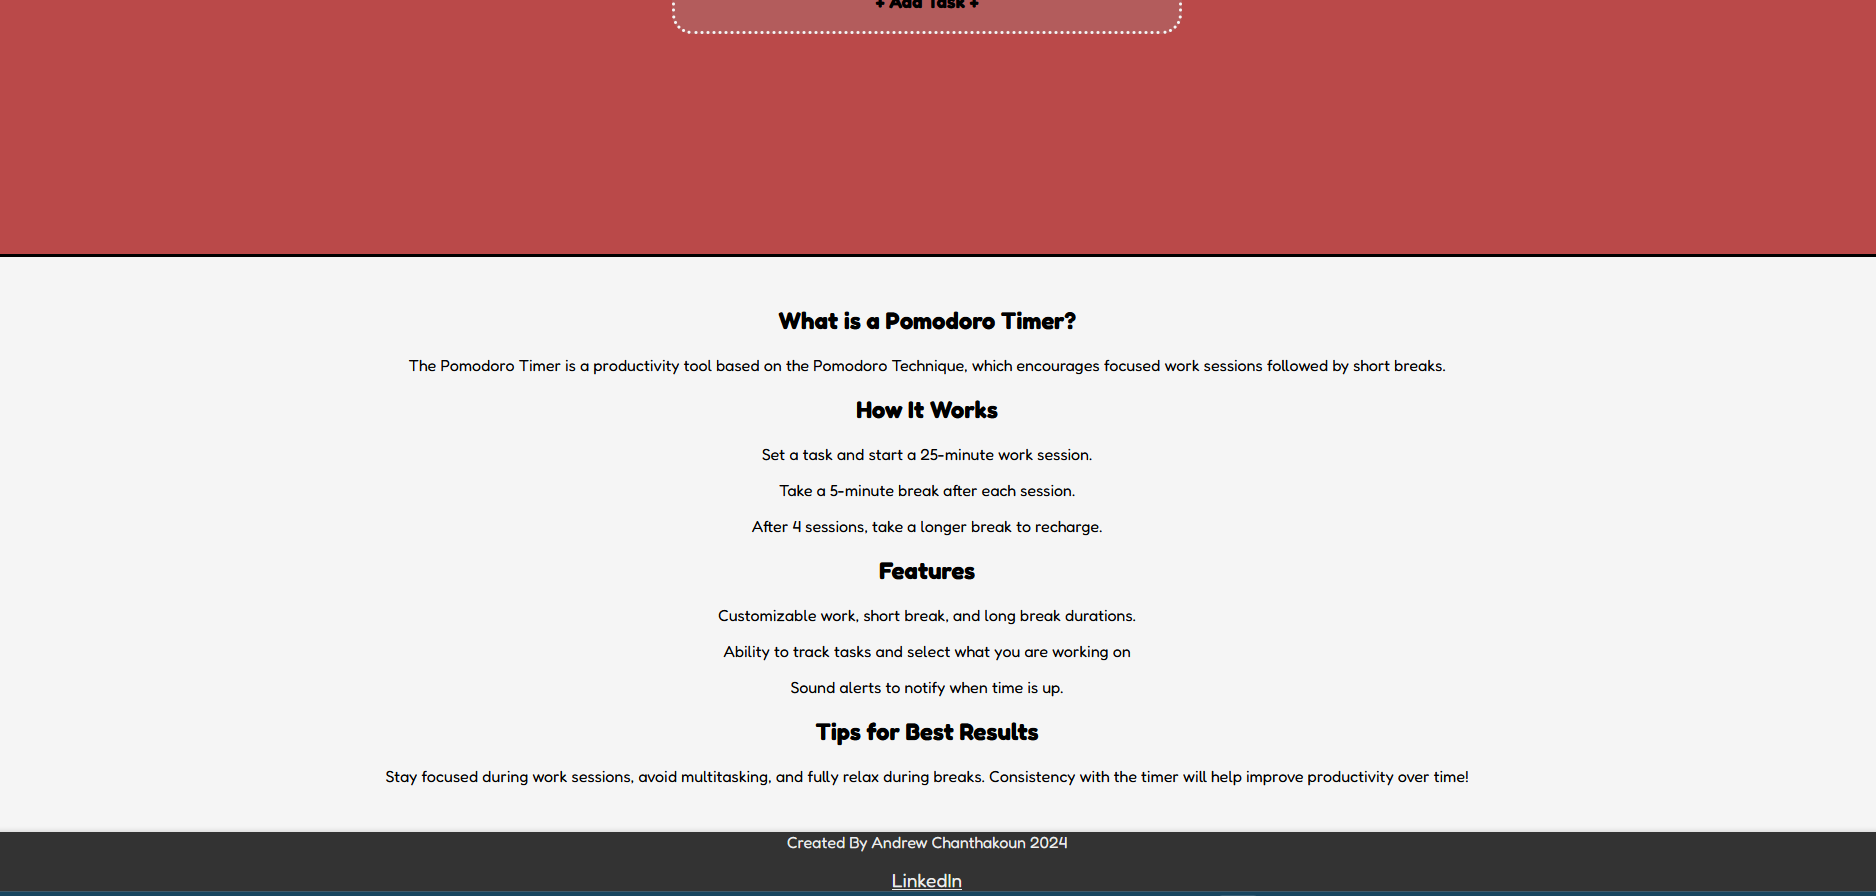 + Add Task +
What is a Pomodoro Timer?
The Pomodoro Timer is a productivity tool based on the Pomodoro Technique, which encourages focused work sessions followed by short breaks.
How It Works
Set a task and start a 25-minute work session.
Take a 5-minute break after each session.
After 4 sessions, take a longer break to recharge.
Features
Customizable work, short break, and long break durations.
Ability to track tasks and select what you are working on
Sound alerts to notify when time is up.
Tips for Best Results
Stay focused during work sessions, avoid multitasking, and fully relax during breaks. Consistency with the timer will help improve productivity over time!
Created By Andrew Chanthakoun 2024
LinkedIn